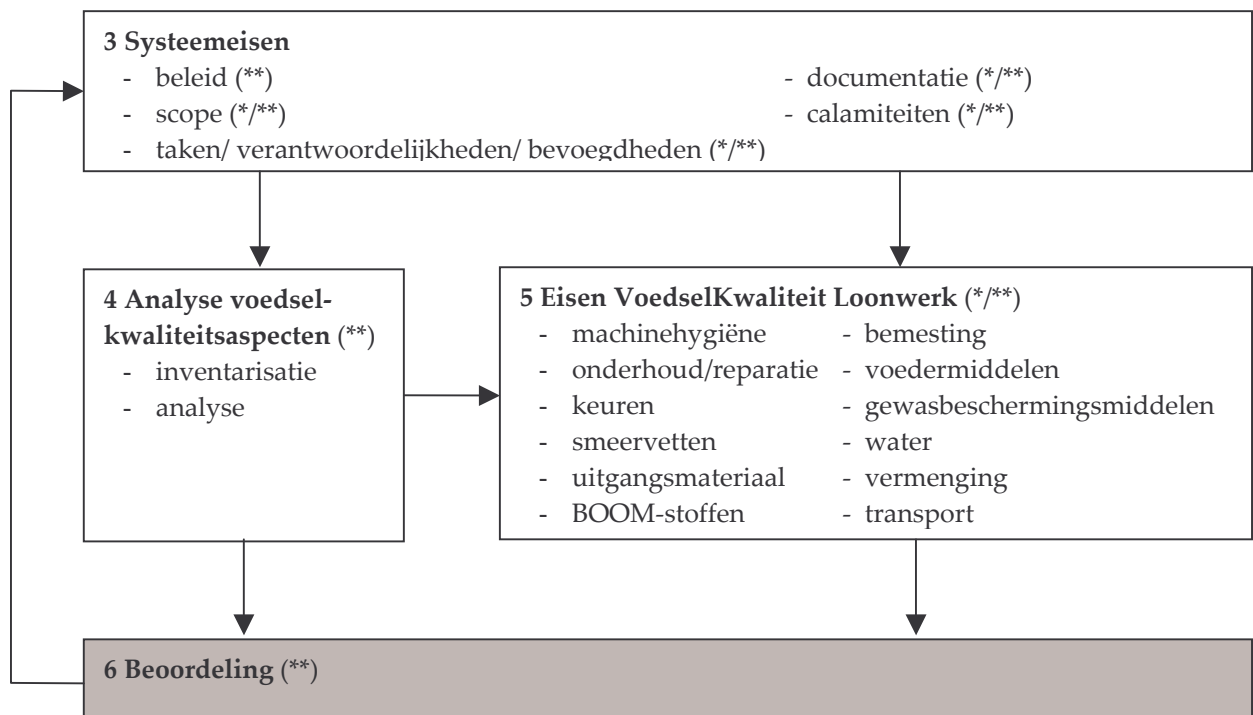 3 Systeemeisen
- beleid (**)
- documentatie (*/**)
- scope (*/**)
- calamiteiten (*/**)
- taken/ verantwoordelijkheden/ bevoegdheden (*/**)
4 Analyse voedsel-
kwaliteitsaspecten (**)
- inventarisatie
- analyse
5 Eisen VoedselKwaliteit Loonwerk (*/**)
- machinehygiëne - bemesting
- onderhoud/reparatie - voedermiddelen
- keuren - gewasbeschermingsmiddelen
- smeervetten - water
- uitgangsmateriaal - vermenging
- BOOM-stoffen - transport
6 Beoordeling (**)